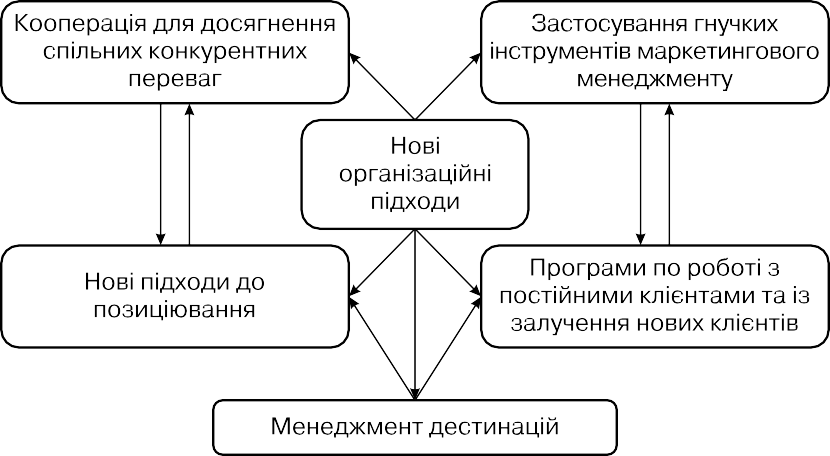 Кооперація для досягнення
спільних конкурентних
переваг
Застосування гнучких
інструментів маркетингового
менеджменту
Нові
організаційні
підходи
Нові підходи до
позиціювання
Програми по роботі з
постійними клієнтами та із
залучення нових клієнтів
Менеджмент дестинацій